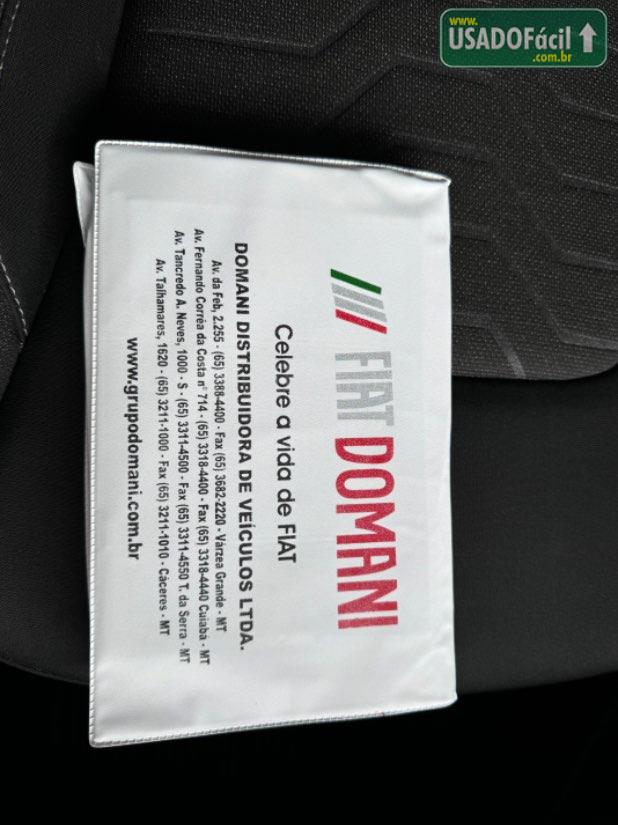 www.
USADOFácil
.com.br
FIAT DOMANI
Celebre a vida de FIAT
DOMANI DISTRIBUIDORA DE VEÍCULOS LTDA.
Av. da Feb, 2.255 - (65) 3388-4400 - Fax (65) 3682-2220 - Várzea Grande - MT
Av. Fernando Corrêa da Costa nº 714 - (65) 3318-4400 - Fax (65) 3318-4440 Cuiabá - MT
Av. Tancredo A. Neves, 1000 - S - (65) 3311-4500 - Fax (65) 3311-4550 T. da Serra - MT
Av. Talhamares, 1620 - (65) 3211-1000 - Fax (65) 3211-1010 - Cáceres - MT
www.grupodomani.com.br